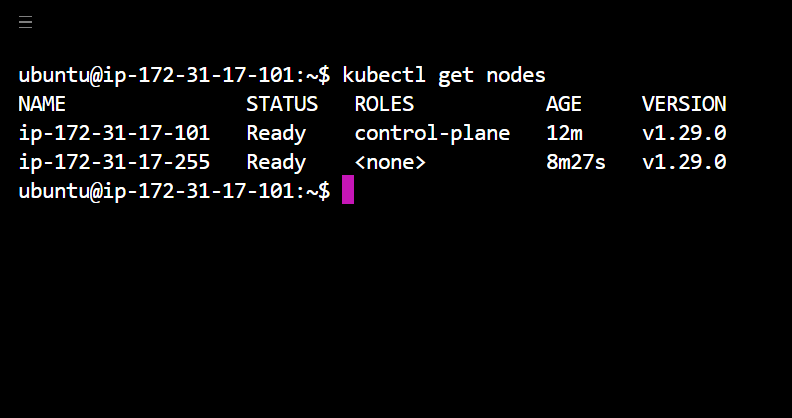 ubuntu@ip-172-31-17-101:~$ kubectl get nodes
NAME               STATUS   ROLES           AGE     VERSION
ip-172-31-17-101   Ready    control-plane   12m     v1.29.0
ip-172-31-17-255   Ready    <none>          8m27s   v1.29.0
ubuntu@ip-172-31-17-101:~$